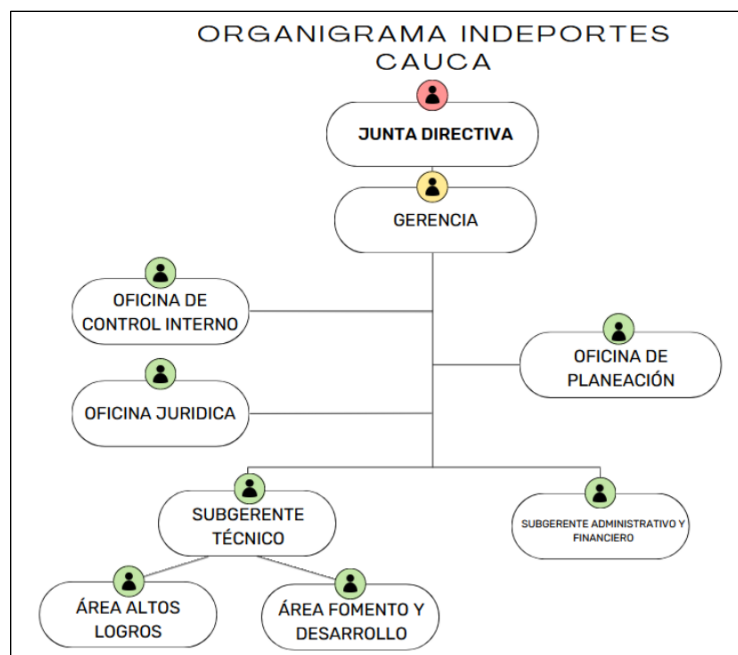 ORGANIGRAMA INDEPORTES
CAUCA
JUNTA DIRECTIVA
GERENCIA
OFICINA DE
CONTROL INTERNO
OFICINA DE
PLANEACIÓN
OFICINA JURIDICA
SUBGERENTE
TÉCNICO
SUBGERENTE ADMINISTRATIVO Y
FINANCIERO
ÁREA ALTOS
LOGROS
ÁREA FOMENTO Y
DESARROLLO